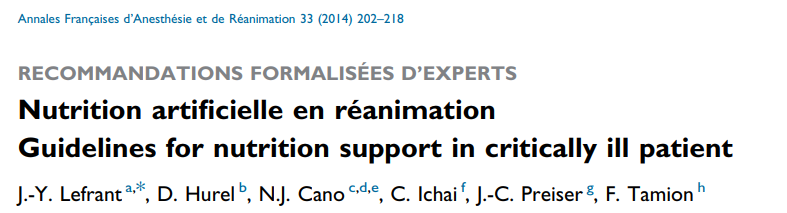 Annales Françaises d'Anesthésie et de Réanimation 33 (2014) 202–218
RECOMMANDATIONS FORMALISÉES D'EXPERTS
Nutrition artificielle en réanimation
Guidelines for nutrition support in critically ill patient
J.-Y. Lefrant a,*, D. Hurel b, N.J. Cano c,d,e, C. Ichai f, J.-C. Preiser g, F. Tamion h